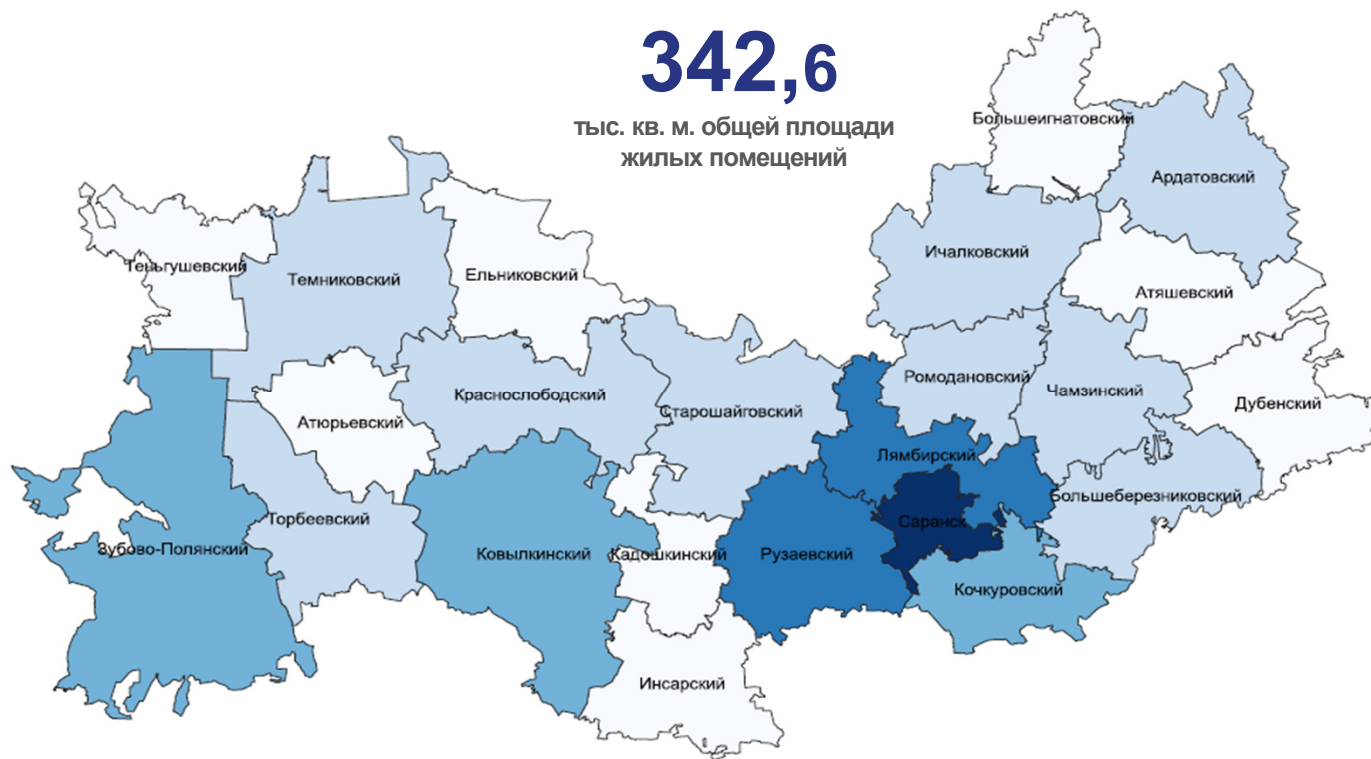 342,6
тыс. кв. м. общей площади
жилых помещений
Большеигнатовский
Ардатовский
Ичалковский
Теньгушевский
Темниковский
Ельниковский
Атяшевский
Ромодановский
Чамзинский
Краснослободский
Старошайговский
Дубенский
Атюрьевский
Лямбирский
Большеберезниковский
Торбеевский
Саранск
Зубово-Полянский
Ковылкинский
Кадошкинский
Рузаевский
Кочкуровский
Инсарский